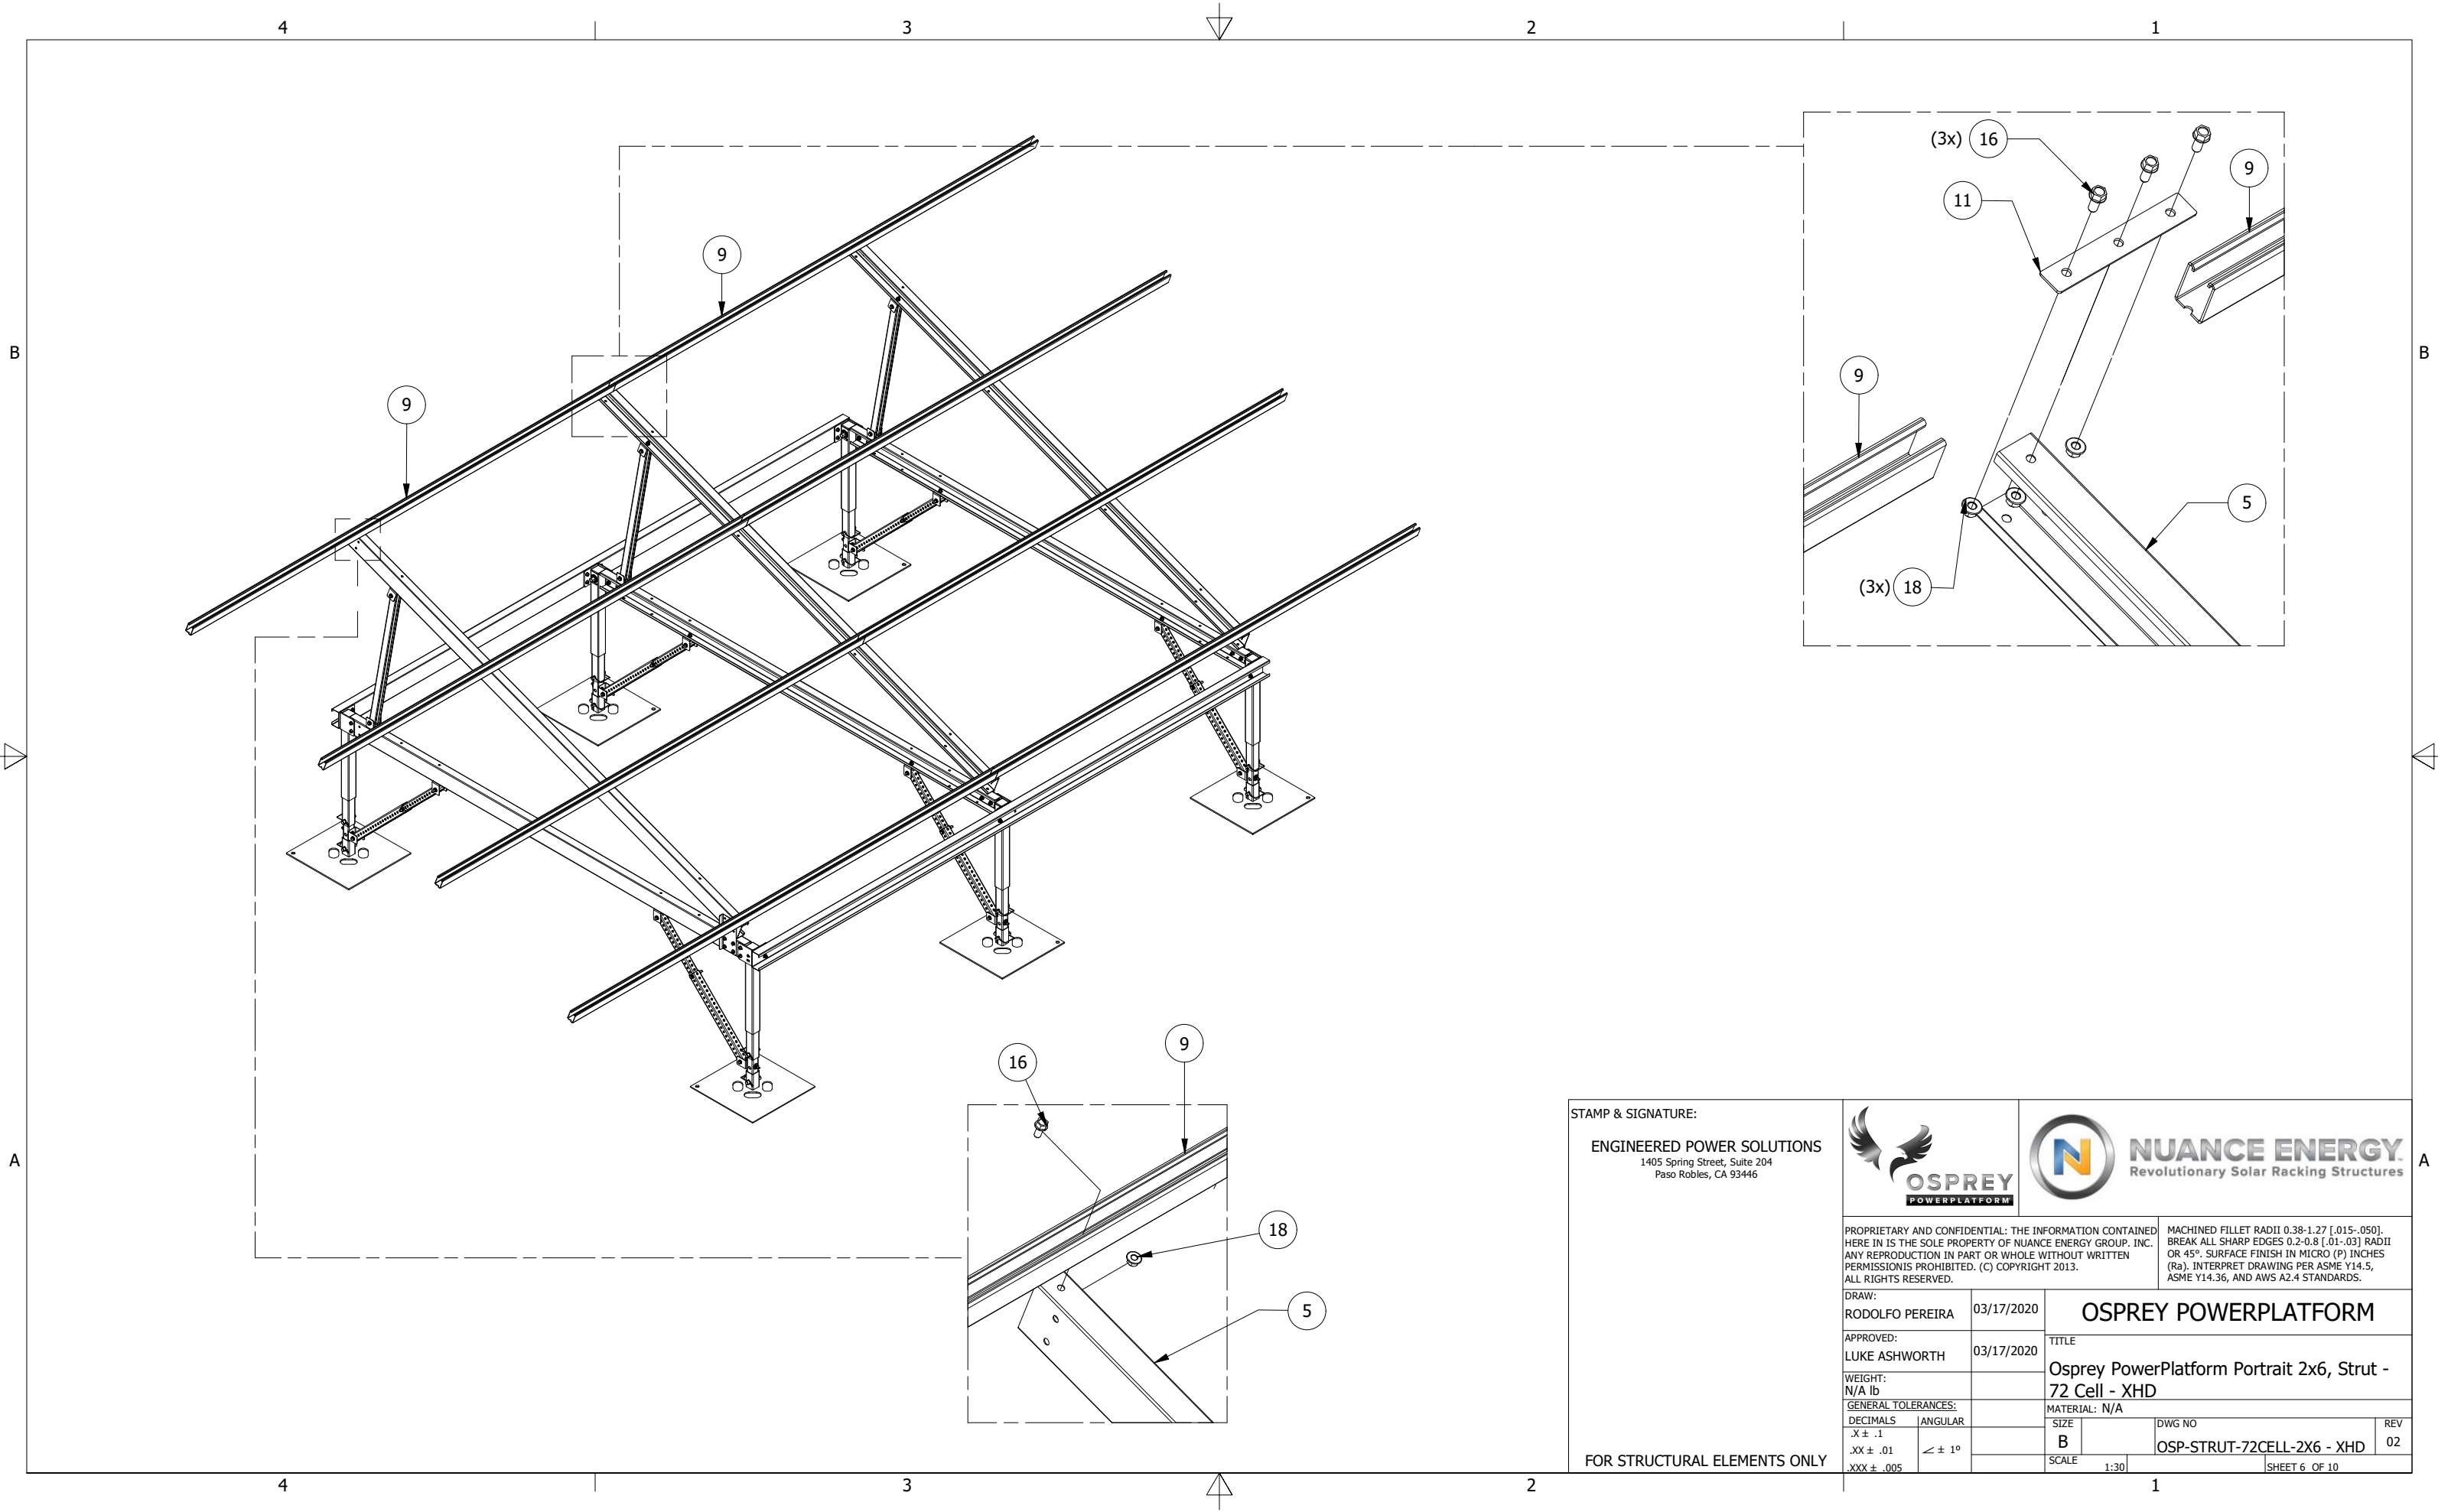 4
3
2
1
B
B
A
A
9
9
(3x) 16
11
9
9
5
(3x) 18
16
9
18
5
STAMP & SIGNATURE:
ENGINEERED POWER SOLUTIONS
1405 Spring Street, Suite 204
Paso Robles, CA 93446
FOR STRUCTURAL ELEMENTS ONLY
OSPREY
POWERPLATFORM
N
NUANCE ENERGY™
Revolutionary Solar Racking Structures
PROPRIETARY AND CONFIDENTIAL: THE INFORMATION CONTAINED
HERE IN IS THE SOLE PROPERTY OF NUANCE ENERGY GROUP. INC.
ANY REPRODUCTION IN PART OR WHOLE WITHOUT WRITTEN
PERMISSIONIS PROHIBITED. (C) COPYRIGHT 2013.
ALL RIGHTS RESERVED.
MACHINED FILLET RADII 0.38-1.27 [.015-.050].
BREAK ALL SHARP EDGES 0.2-0.8 [.01-.03] RADII
OR 45º. SURFACE FINISH IN MICRO (P) INCHES
(Ra). INTERPRET DRAWING PER ASME Y14.5,
ASME Y14.36, AND AWS A2.4 STANDARDS.
DRAW:
RODOLFO PEREIRA 03/17/2020
OSPREY POWERPLATFORM
APPROVED:
LUKE ASHWORTH 03/17/2020
TITLE
Osprey PowerPlatform Portrait 2x6, Strut -
72 Cell - XHD
WEIGHT:
N/A lb
GENERAL TOLERANCES:
DECIMALS ANGULAR
.X ± .1
.XX ± .01 ∠ ± 1º
.XXX ± .005
MATERIAL: N/A
SIZE
B
DWG NO
OSP-STRUT-72CELL-2X6 - XHD
REV
02
SCALE 1:30
SHEET 6 OF 10
4
3
2
1